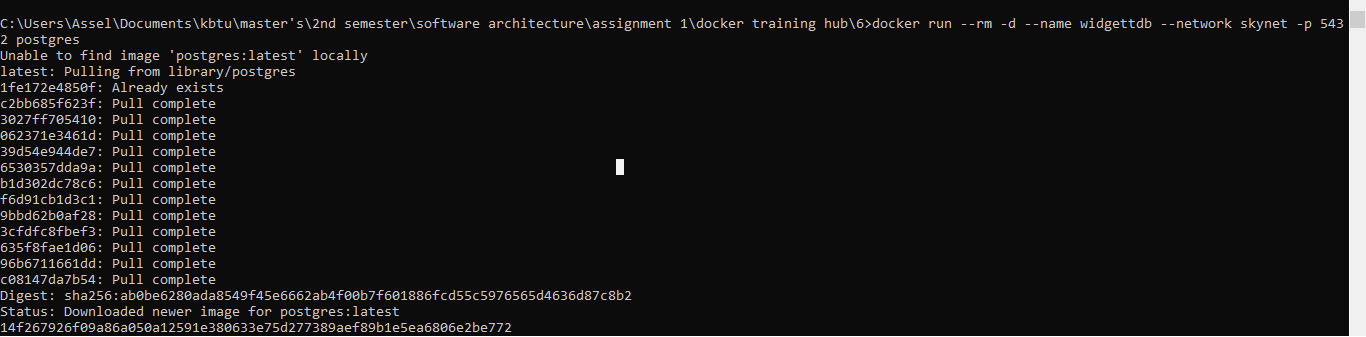 C:\Users\Assel\Documents\kbtu\master's\2nd semester\software architecture\assignment 1\docker training hub\6>docker run --rm -d --name widgettdb --network skynet -p 543
2 postgres
Unable to find image 'postgres:latest' locally
latest: Pulling from library/postgres
1fe172e4850f: Already exists
c2bb685f623f: Pull complete
3027ff705410: Pull complete
062371e3461d: Pull complete
39d54e944de7: Pull complete
6530357dda9a: Pull complete
b1d302dc78c6: Pull complete
f6d91cb1d3c1: Pull complete
9bbd62b0af28: Pull complete
3cfdfc8fbef3: Pull complete
635f8fae1d06: Pull complete
96b6711661dd: Pull complete
c08147da7b54: Pull complete
Digest: sha256:ab0be6280ada8549f45e6662ab4f00b7f601886fcd55c5976565d4636d87c8b2
Status: Downloaded newer image for postgres:latest
14f267926f09a86a050a12591e380633e75d277389aef89b1e5ea6806e2be772